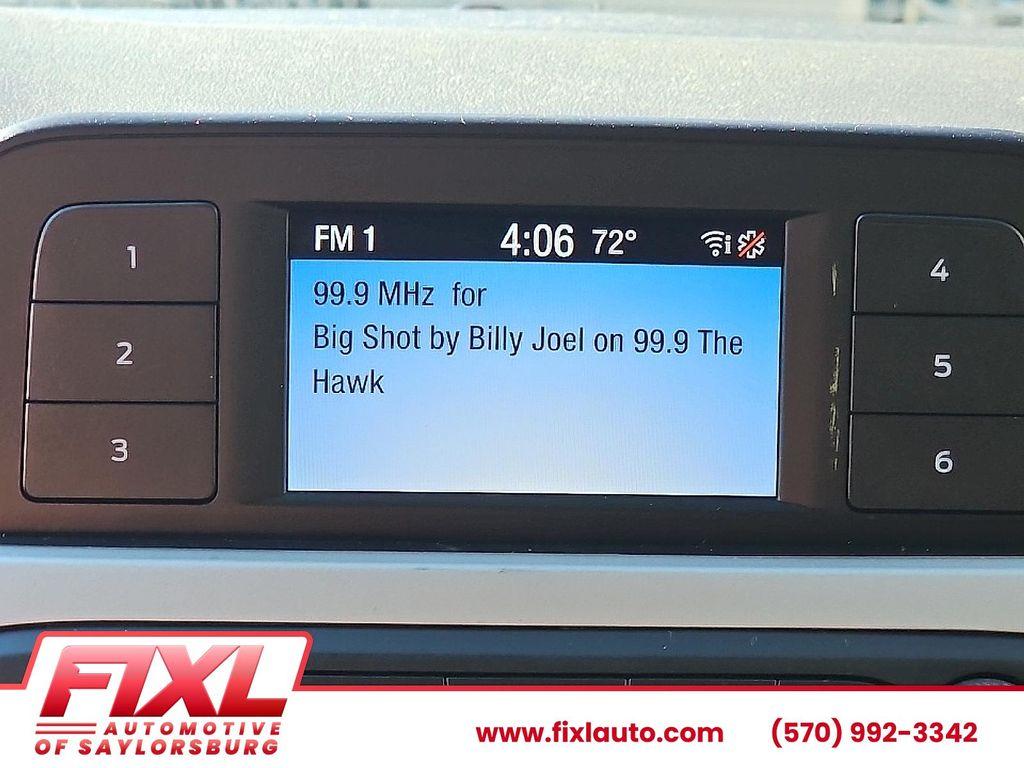 FM 1 4:06 72°
99.9 MHz for
Big Shot by Billy Joel on 99.9 The
Hawk
1
2
3
4
5
6
FIXL
AUTOMOTIVE
OF SAYLORSBURG
www.fixlauto.com (570) 992-3342